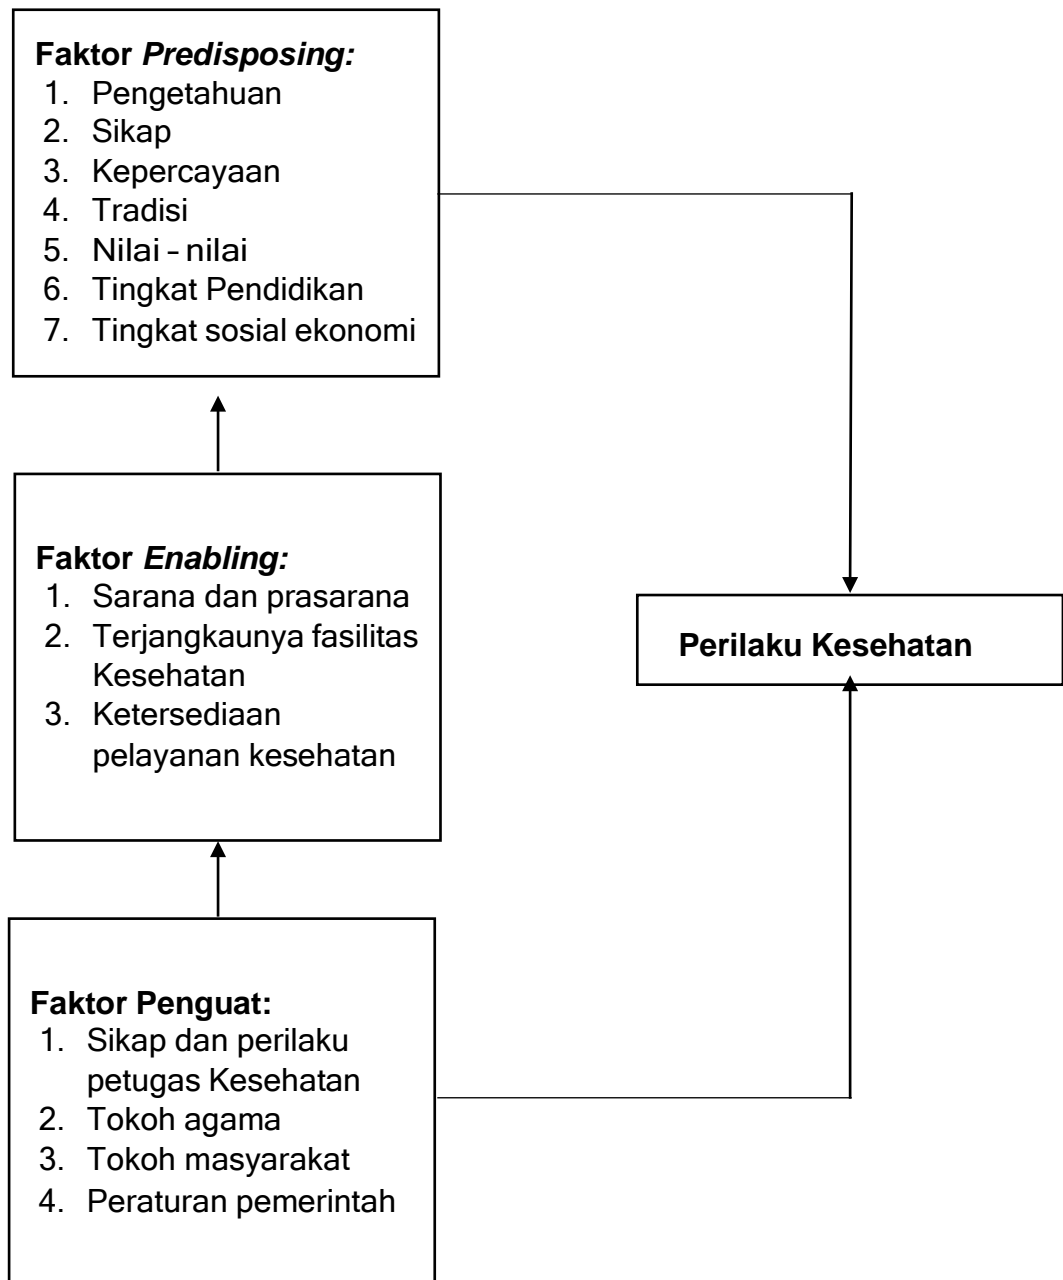 Faktor Predisposing:
1. Pengetahuan
2. Sikap
3. Kepercayaan
4. Tradisi
5. Nilai – nilai
6. Tingkat Pendidikan
7. Tingkat sosial ekonomi
Faktor Enabling:
1. Sarana dan prasarana
2. Terjangkaunya fasilitas
Kesehatan
3. Ketersediaan
pelayanan kesehatan
Perilaku Kesehatan
Faktor Penguat:
1. Sikap dan perilaku
petugas Kesehatan
2. Tokoh agama
3. Tokoh masyarakat
4. Peraturan pemerintah